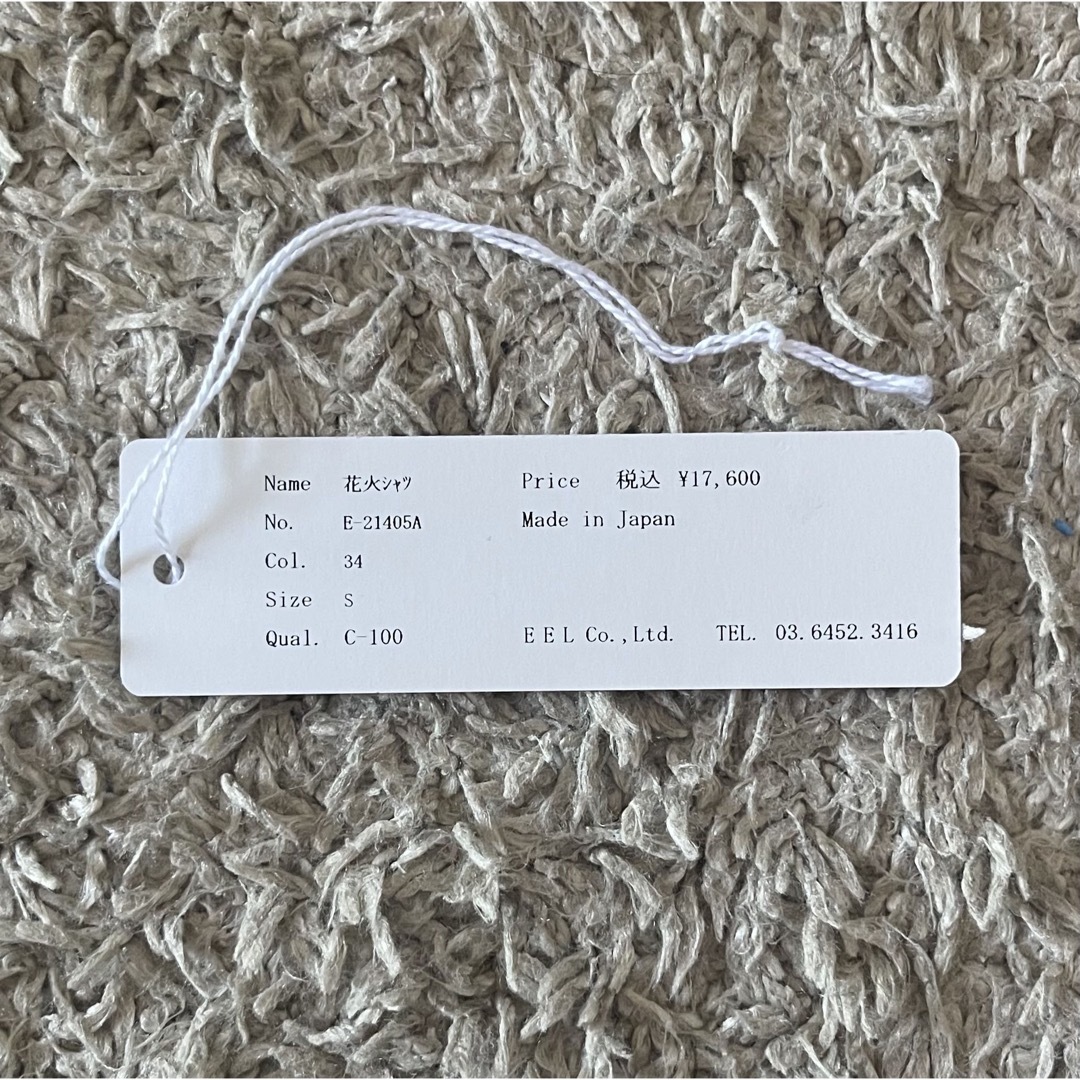 Name 花火ｼｬﾂ Price 税込 ¥17,600
No. E-21405A Made in Japan
Col. 34
Size S
Qual. C-100 E E L Co.,Ltd. TEL. 03.6452.3416